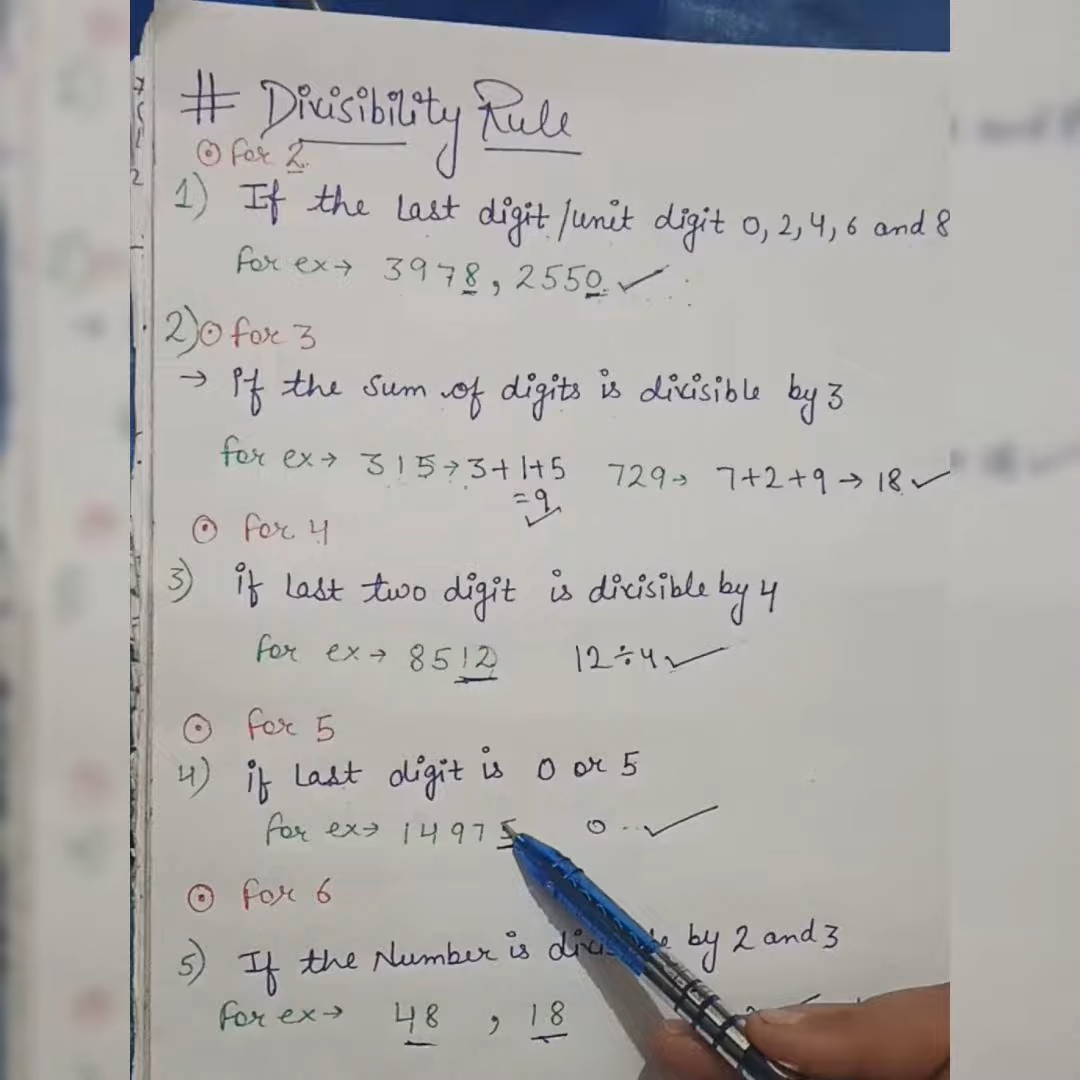 # Divisibility Rule
⊙ for 2
1) If the last digit/unit digit 0, 2, 4, 6 and 8
for ex→ 3978, 2550 ✓
2) ⊙ for 3
→ if the sum of digits is divisible by 3
for ex→ 315→3+1+5 729→ 7+2+9→18 ✓
=9 ✓
⊙ for 4
3) if last two digit is divisible by 4
for ex→ 8512 12÷4 ✓
⊙ for 5
4) if last digit is 0 or 5
for ex→ 14975 0 .. ✓
⊙ for 6
5) If the Number is by 2 and 3
for ex→ 48 , 18